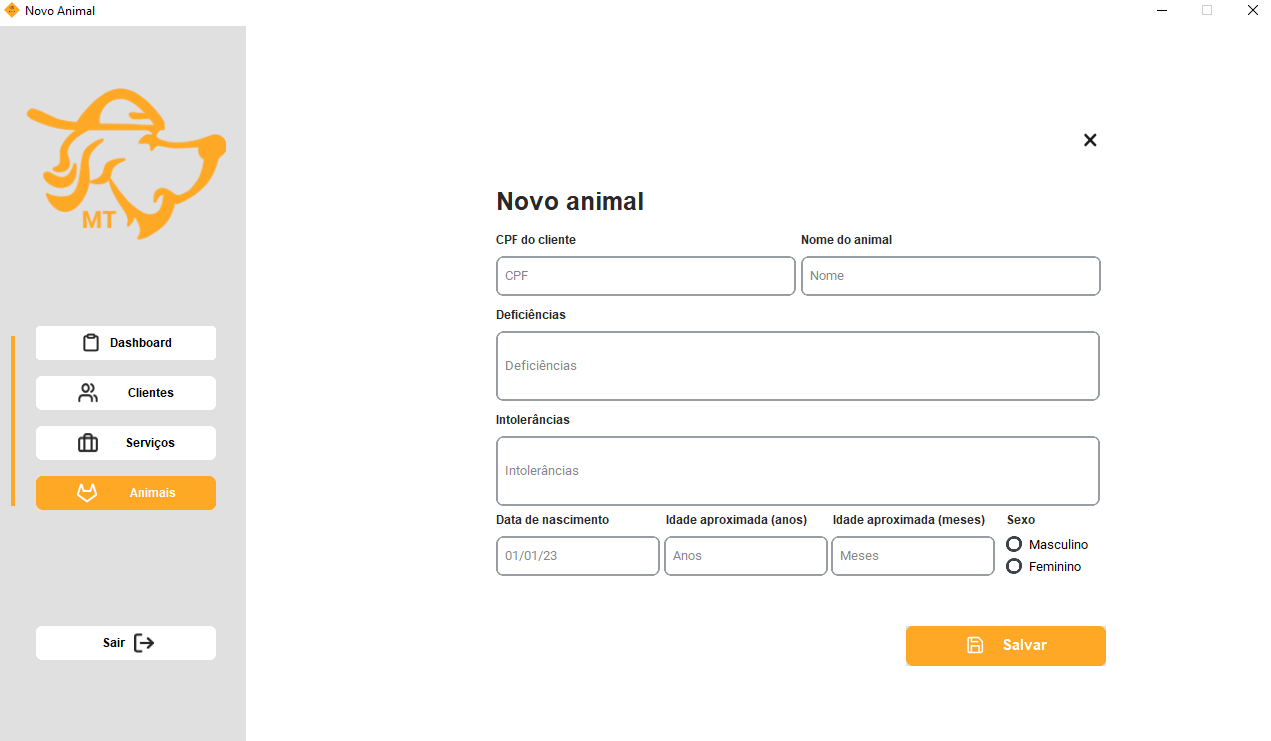 Novo Animal
MT
Dashboard
Clientes
Serviços
Animais
Sair
Novo animal
CPF do cliente Nome do animal
CPF Nome
Deficiências
Deficiências
Intolerâncias
Intolerâncias
Data de nascimento Idade aproximada (anos) Idade aproximada (meses) Sexo
01/01/23 Anos Meses Masculino
Feminino
Salvar